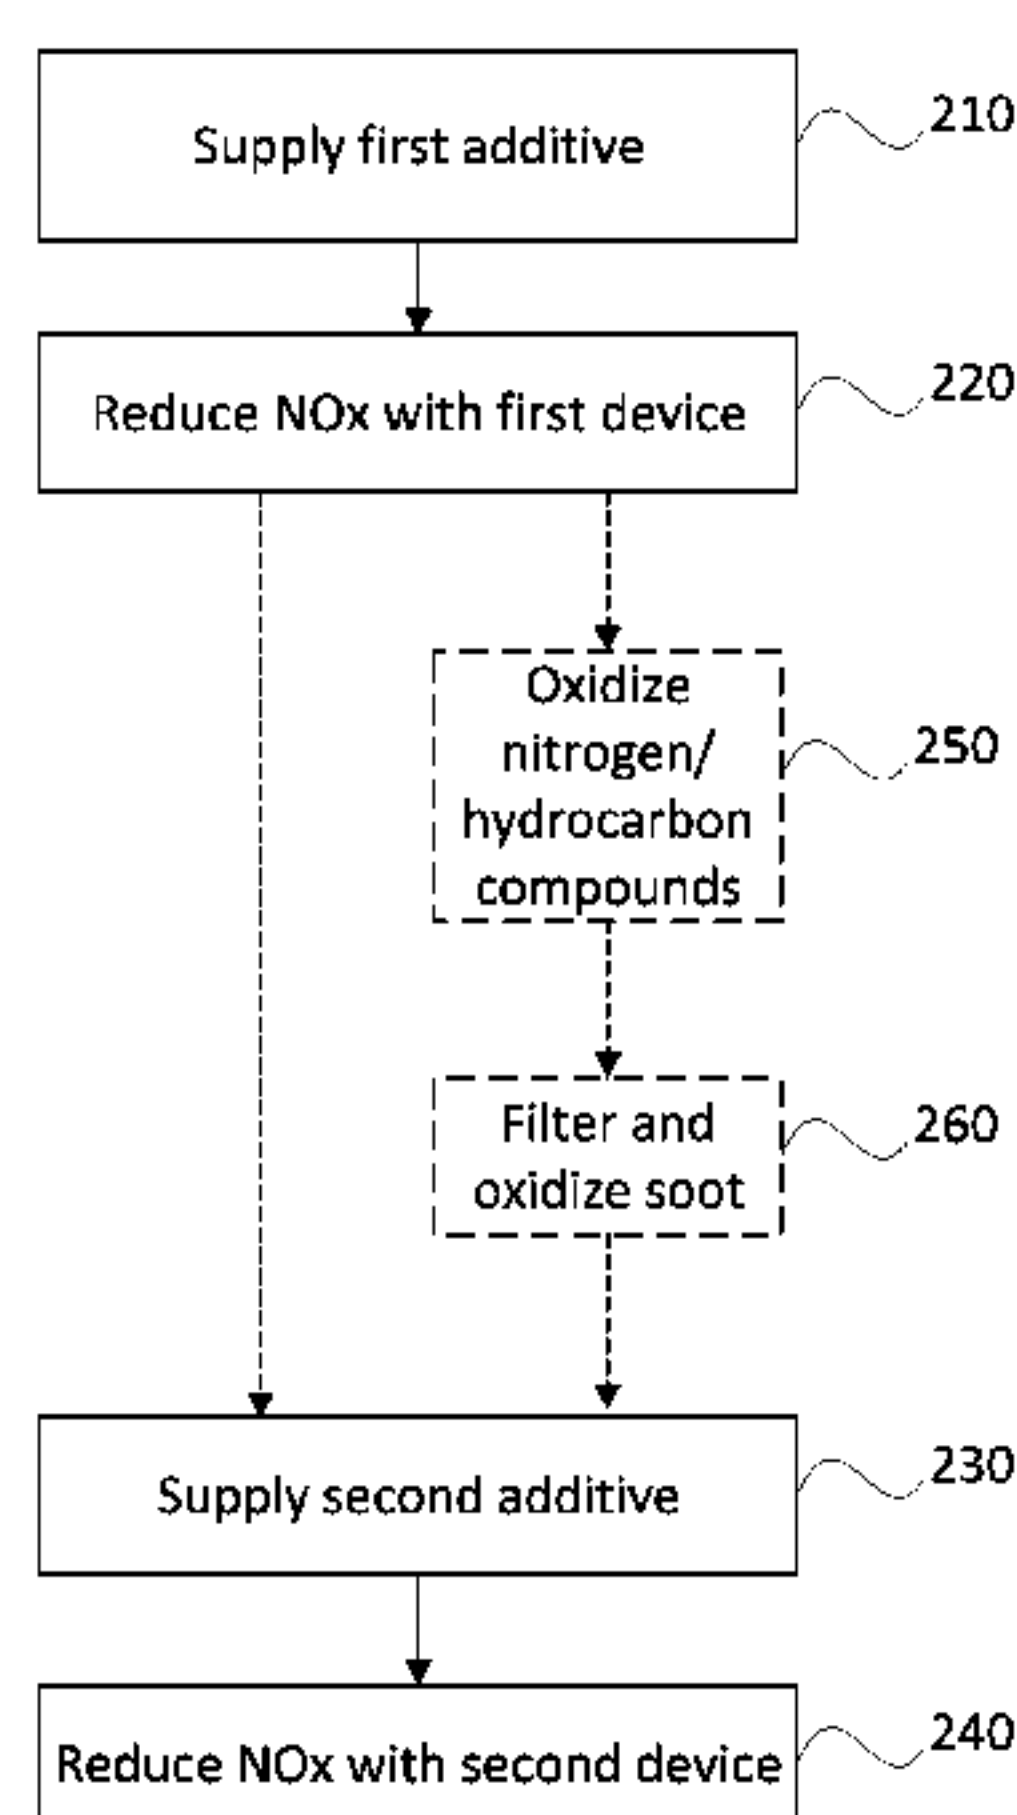 Supply first additive
210
Reduce NOx with first device
220
Oxidize
nitrogen/
hydrocarbon
compounds
250
Filter and
oxidize soot
260
Supply second additive
230
Reduce NOx with second device
240